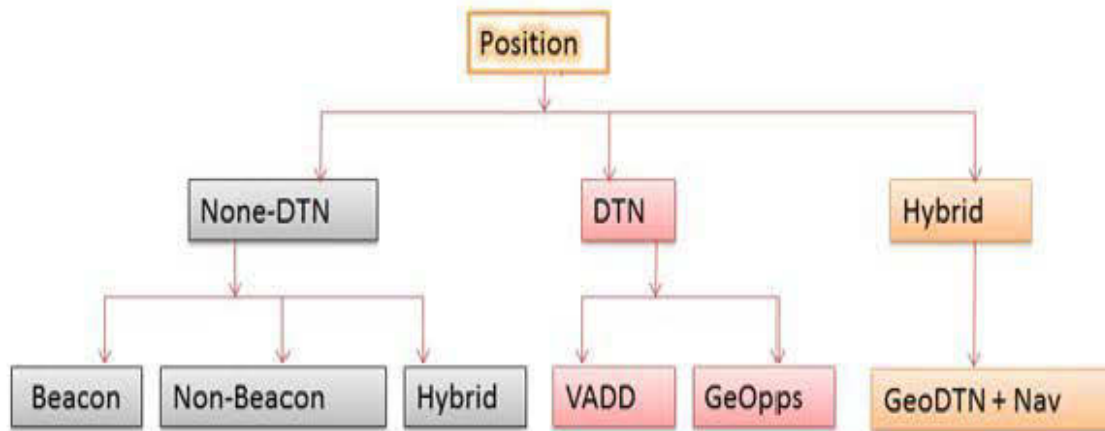 Position
None-DTN
DTN
Hybrid
Beacon
Non-Beacon
Hybrid
VADD
GeOpps
GeoDTN + Nav